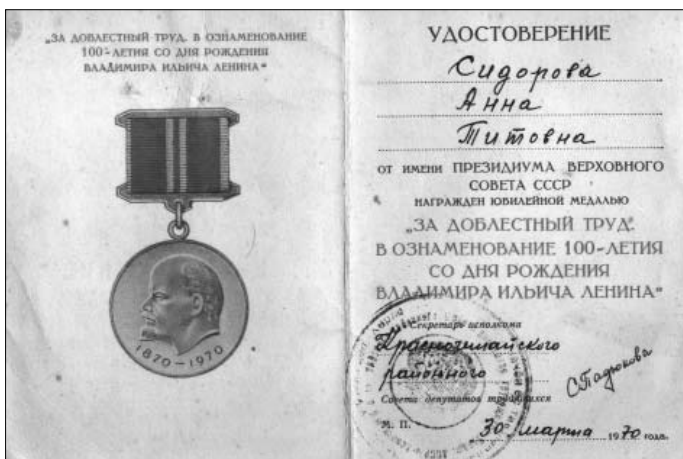 „ЗА ДОБЛЕСТНЫЙ ТРУД. В ОЗНАМЕНОВАНИЕ
100-ЛЕТИЯ СО ДНЯ РОЖДЕНИЯ
ВЛАДИМИРА ИЛЬИЧА ЛЕНИНА“
1870-1970
УДОСТОВЕРЕНИЕ
Сидорова
Анна
Титовна
ОТ ИМЕНИ ПРЕЗИДИУМА ВЕРХОВНОГО
СОВЕТА СССР
НАГРАЖДЕН ЮБИЛЕЙНОЙ МЕДАЛЬЮ
„ЗА ДОБЛЕСТНЫЙ ТРУД.
В ОЗНАМЕНОВАНИЕ 100-ЛЕТИЯ
СО ДНЯ РОЖДЕНИЯ
ВЛАДИМИРА ИЛЬИЧА ЛЕНИНА“
Секретарь исполкома
Красночикойского
районного
Совета депутатов трудящихся
М. П.
30 марта 1970 года.